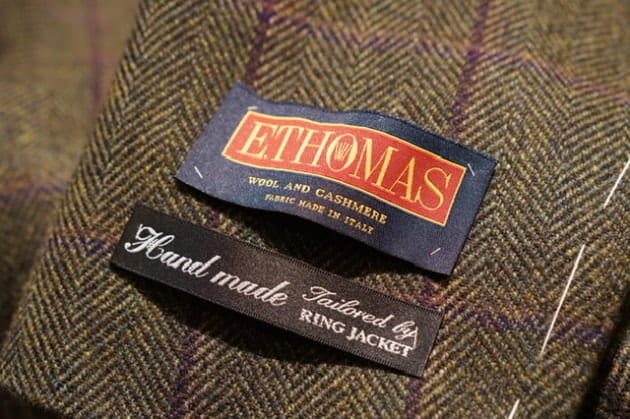 E.THOMAS
WOOL AND CASHMERE
FABRIC MADE IN ITALY
Hand made
Tailored by
RING JACKET